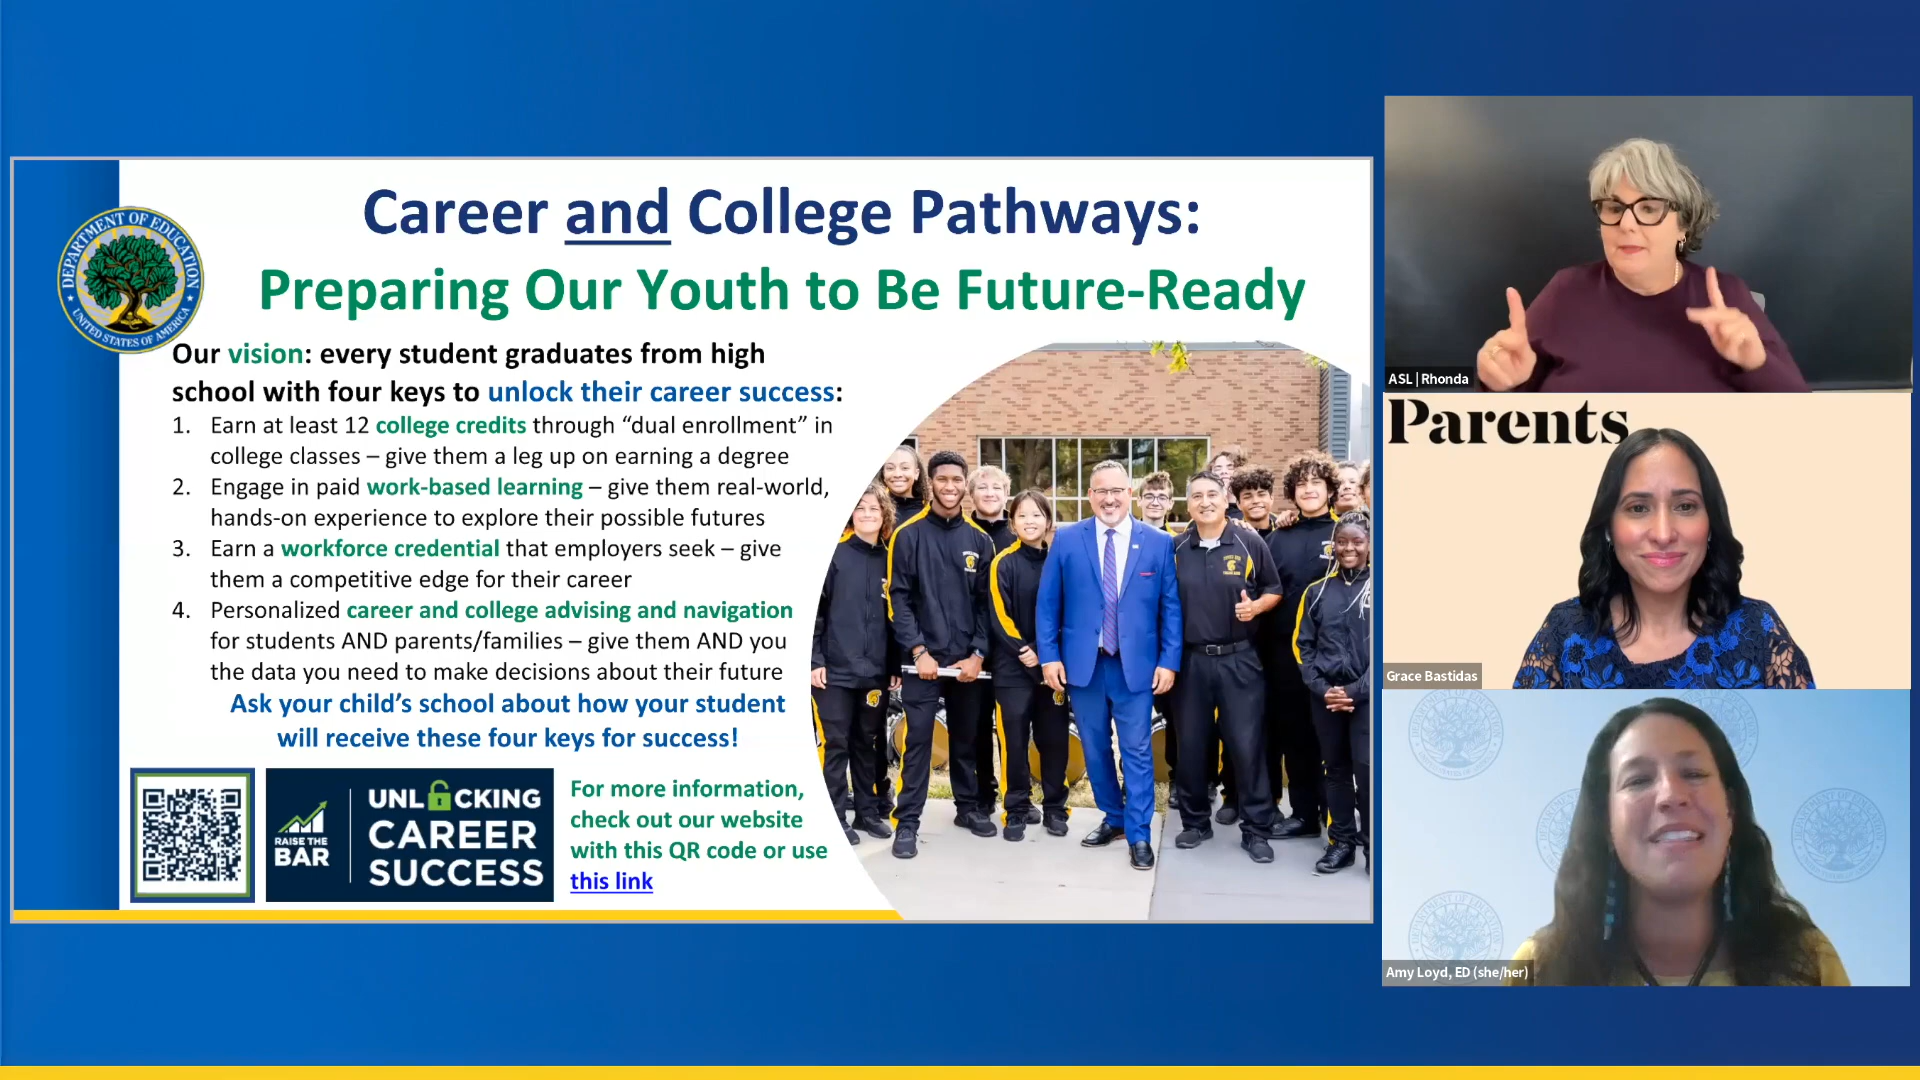 Career and College Pathways:
Preparing Our Youth to Be Future-Ready
DEPARTMENT OF EDUCATION
UNITED STATES OF AMERICA
Our vision: every student graduates from high
school with four keys to unlock their career success:
1. Earn at least 12 college credits through “dual enrollment” in
college classes – give them a leg up on earning a degree
2. Engage in paid work-based learning – give them real-world,
hands-on experience to explore their possible futures
3. Earn a workforce credential that employers seek – give
them a competitive edge for their career
4. Personalized career and college advising and navigation
for students AND parents/families – give them AND you
the data you need to make decisions about their future
Ask your child’s school about how your student
will receive these four keys for success!
RAISE THE
BAR
UNLOCKING
CAREER
SUCCESS
For more information,
check out our website
with this QR code or use
this link
ASL | Rhonda
Parents
Grace Bastidas
Amy Loyd, ED (she/her)